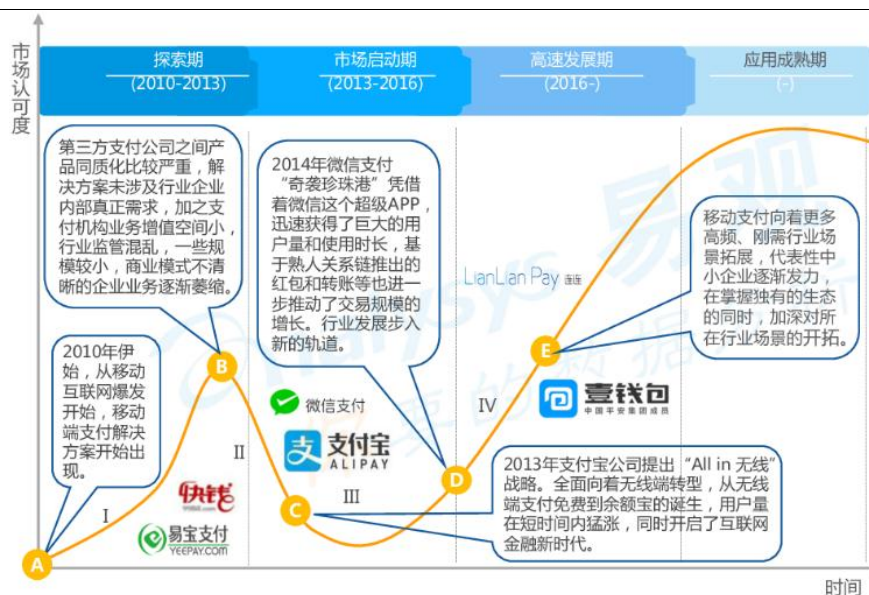 市场认可度
探索期
(2010-2013)
市场启动期
(2013-2016)
高速发展期
(2016-)
应用成熟期
(-)
第三方支付公司之间产
品同质化比较严重，解
决方案未涉及行业企业
内部真正需求，加之支
付机构业务增值空间小，
行业监管混乱，一些规
模较小，商业模式不清
晰的企业业务逐渐萎缩。
2014年微信支付
“奇袭珍珠港”凭借
着微信这个超级APP，
迅速获得了巨大的用
户量和使用时长，基
于熟人关系链推出的
红包和转账等也进一
步推动了交易规模的
增长。行业发展步入
新的轨道。
移动支付向着更多
高频、刚需行业场
景拓展，代表性中
小企业逐渐发力，
在掌握独有的生态
的同时，加深对所
在行业场景的开拓。
LianLian Pay 连连
2010年伊
始，从移动
互联网爆发
开始，移动
端支付解决
方案开始出
现。
B
E
微信支付
支付宝
ALIPAY
壹钱包
中国平安集团成员
II
IV
2013年支付宝公司提出“All in 无线”
战略。全面向着无线端转型，从无线
端支付免费到余额宝的诞生，用户量
在短时间内猛涨，同时开启了互联网
金融新时代。
D
III
C
快钱
I
易宝支付
YEEPAY.COM
A
时间
易观